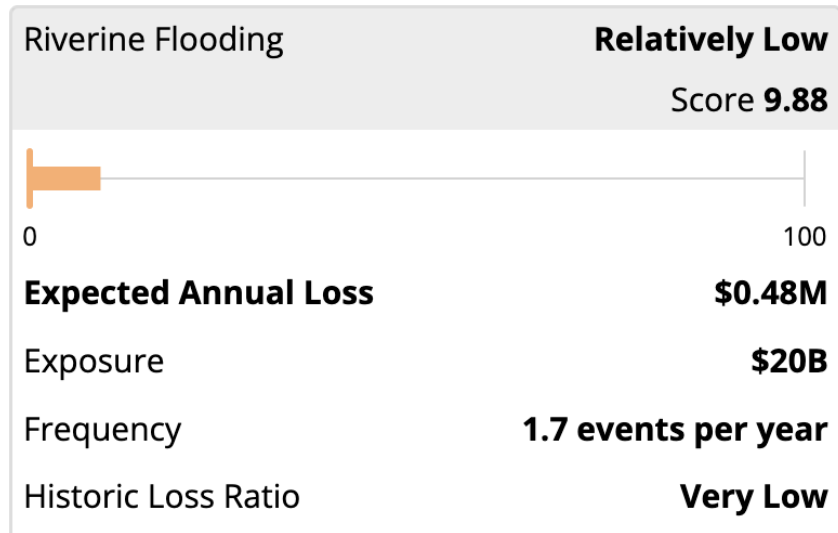 Riverine Flooding Relatively Low
Score 9.88
0 100
Expected Annual Loss $0.48M
Exposure $20B
Frequency 1.7 events per year
Historic Loss Ratio Very Low